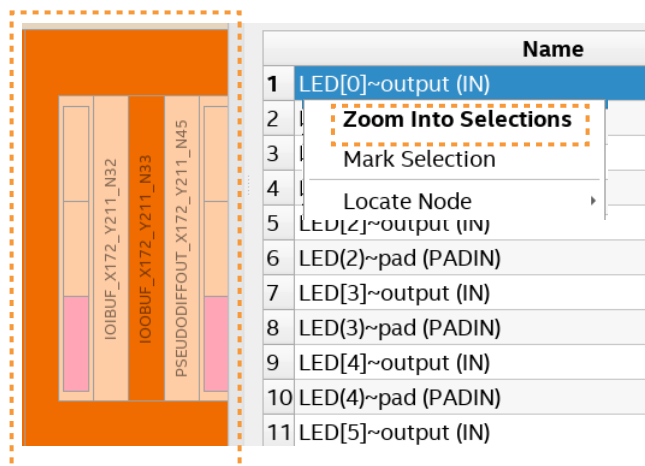 IOIBUF_X172_Y211_N32
IOOBUF_X172_Y211_N33
PSEUDODIFFOUT_X172_Y211_N45
Name
1 LED[0]~output (IN)
Zoom Into Selections
Mark Selection
Locate Node
2
3
4
5 LED[2]~output (IN)
6 LED(2)~pad (PADIN)
7 LED[3]~output (IN)
8 LED(3)~pad (PADIN)
9 LED[4]~output (IN)
10 LED(4)~pad (PADIN)
11 LED[5]~output (IN)